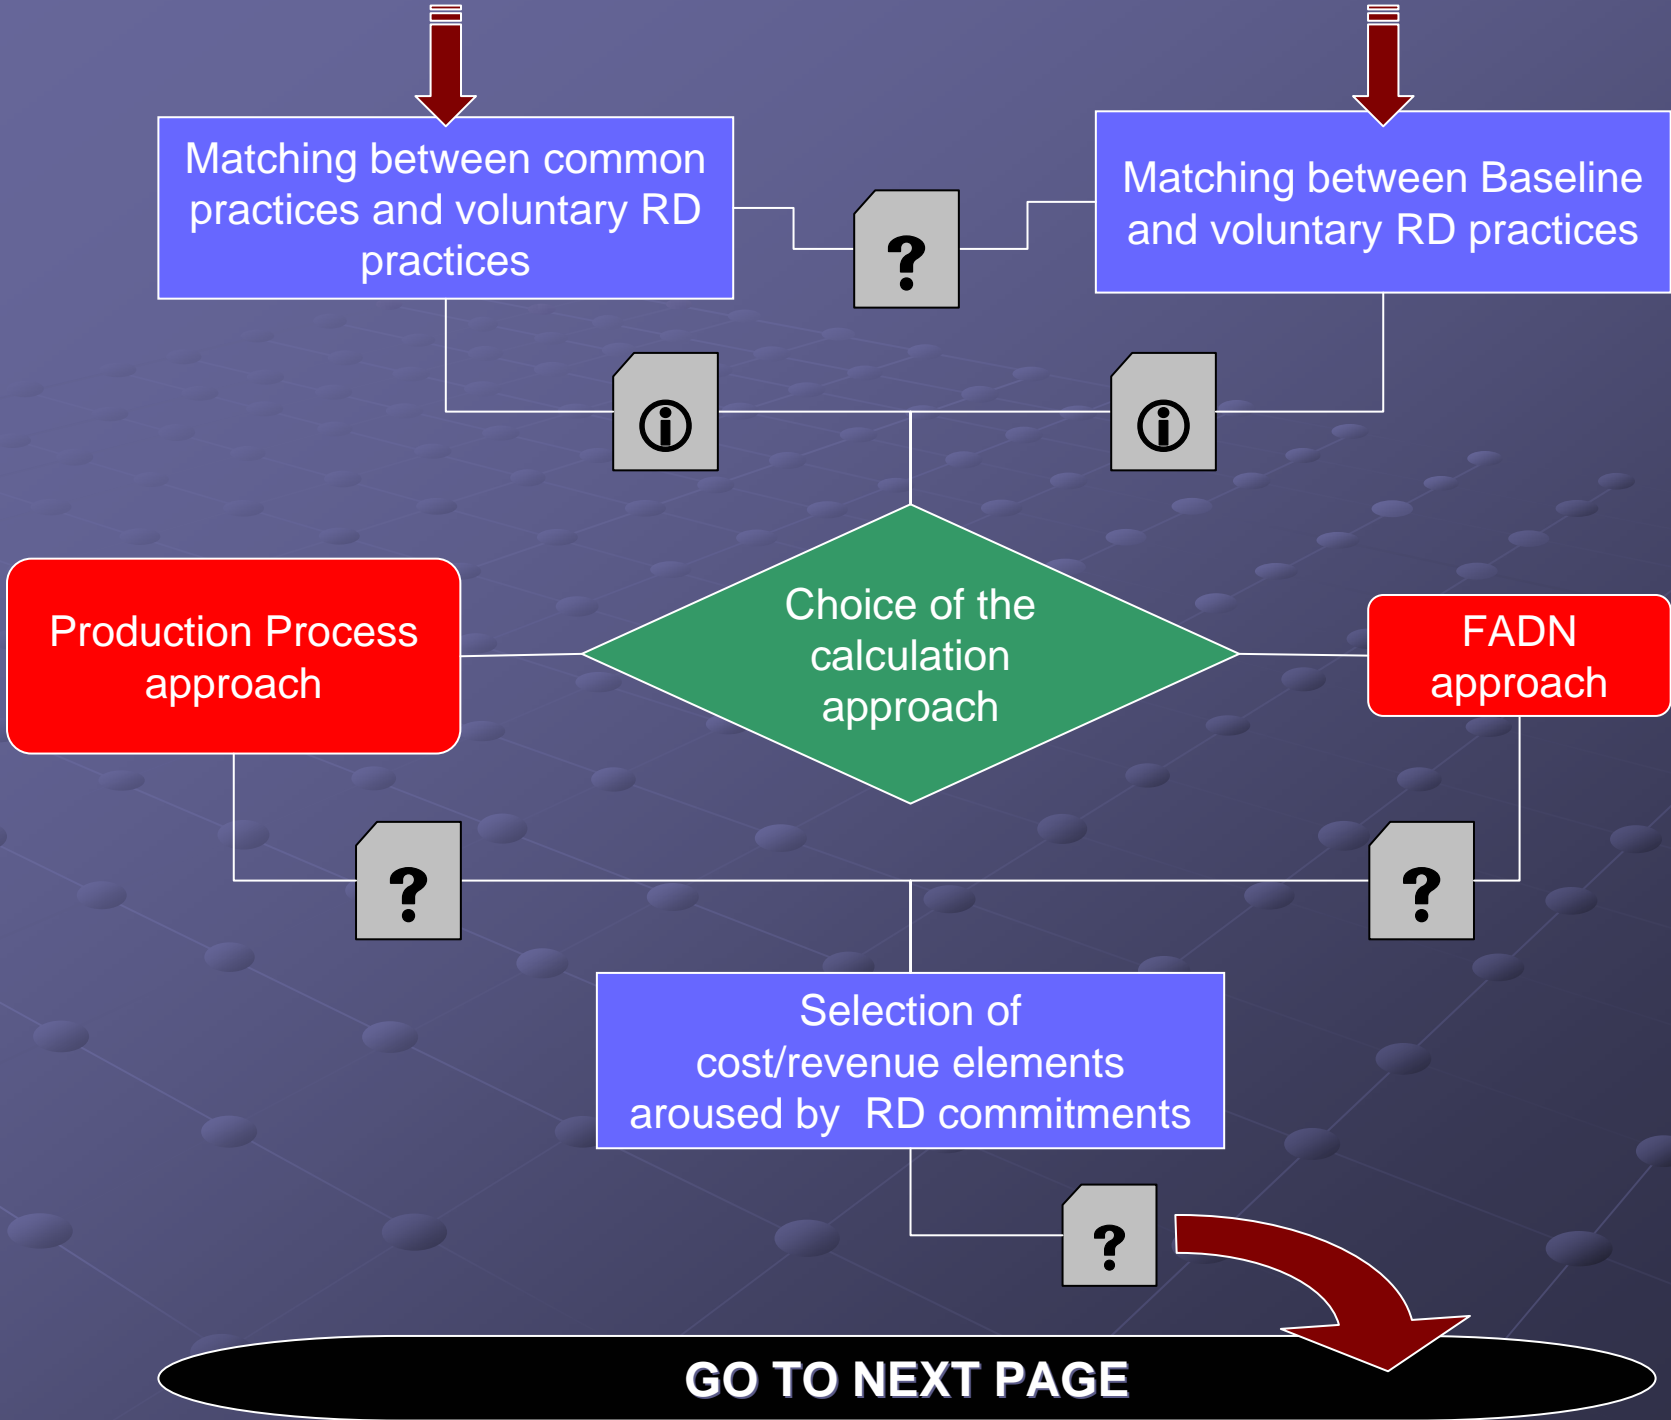 Matching between common
practices and voluntary RD
practices
?
Matching between Baseline
and voluntary RD practices
i
i
Production Process
approach
Choice of the
calculation
approach
FADN
approach
?
?
Selection of
cost/revenue elements
aroused by  RD commitments
?
GO TO NEXT PAGE